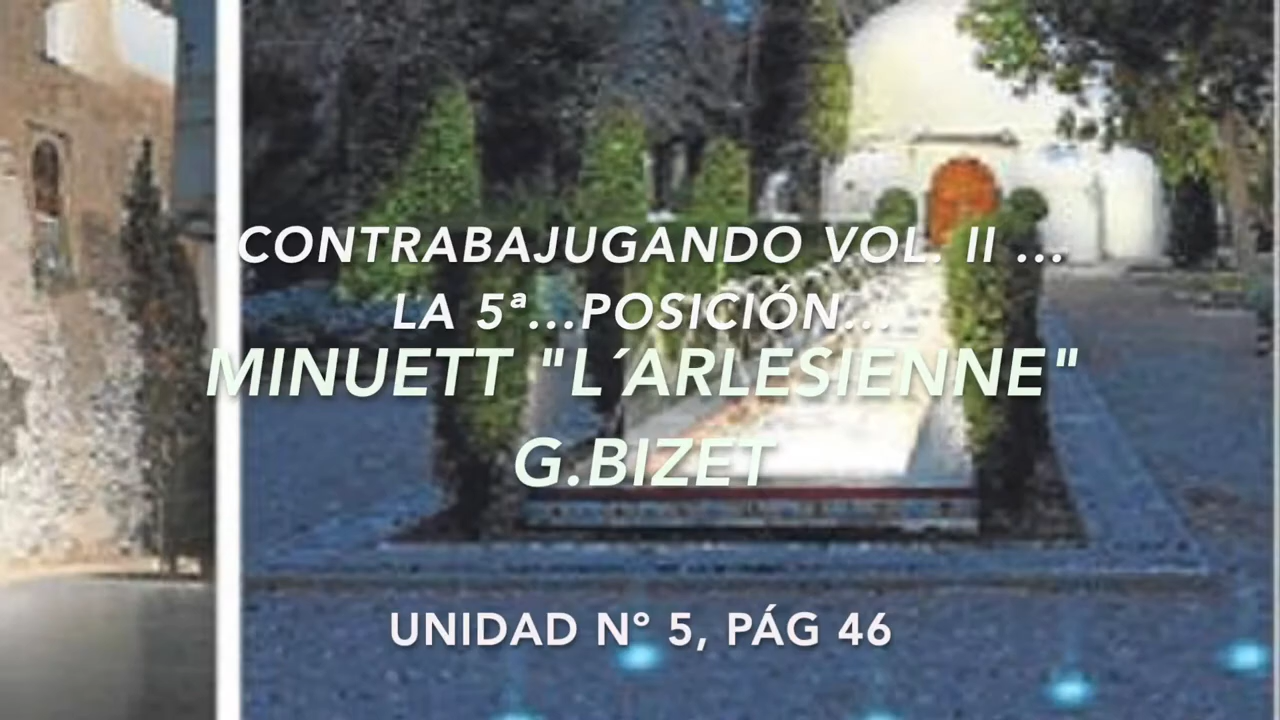 CONTRABAJUGANDO VOL. II ...
LA 5ª...POSICIÓN...
MINUETT "L´ARLESIENNE"
G.BIZET
UNIDAD Nº 5, PÁG 46